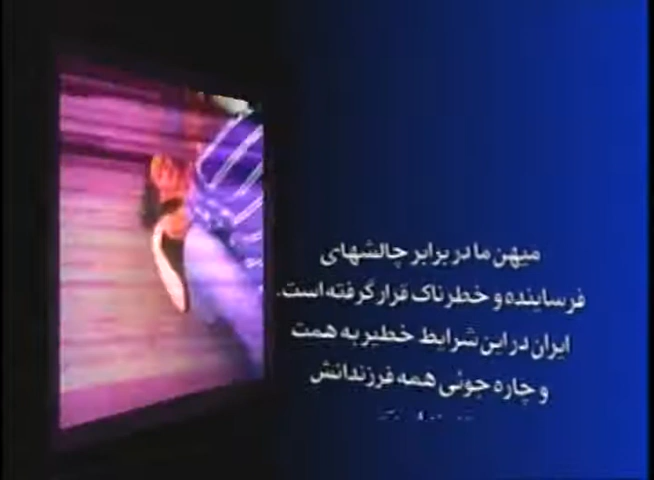 میهن ما در برابر چالشهای
فرساینده و خطرناک قرار گرفته است.
ایران در این شرایط خطیر به همت
و چاره جوئی همه فرزندانش